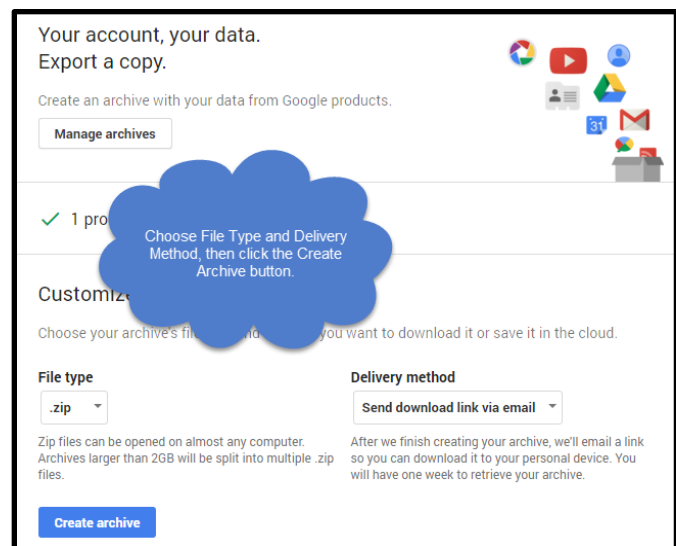 Your account, your data.
Export a copy.
Create an archive with your data from Google products.
Manage archives
31
1 pro
Choose File Type and Delivery
Method, then click the Create
Archive button.
Customize
Choose your archive's you want to download it or save it in the cloud.
File type
.zip
Zip files can be opened on almost any computer.
Archives larger than 2GB will be split into multiple .zip
files.
Delivery method
Send download link via email
After we finish creating your archive, we'll email a link
so you can download it to your personal device. You
will have one week to retrieve your archive.
Create archive